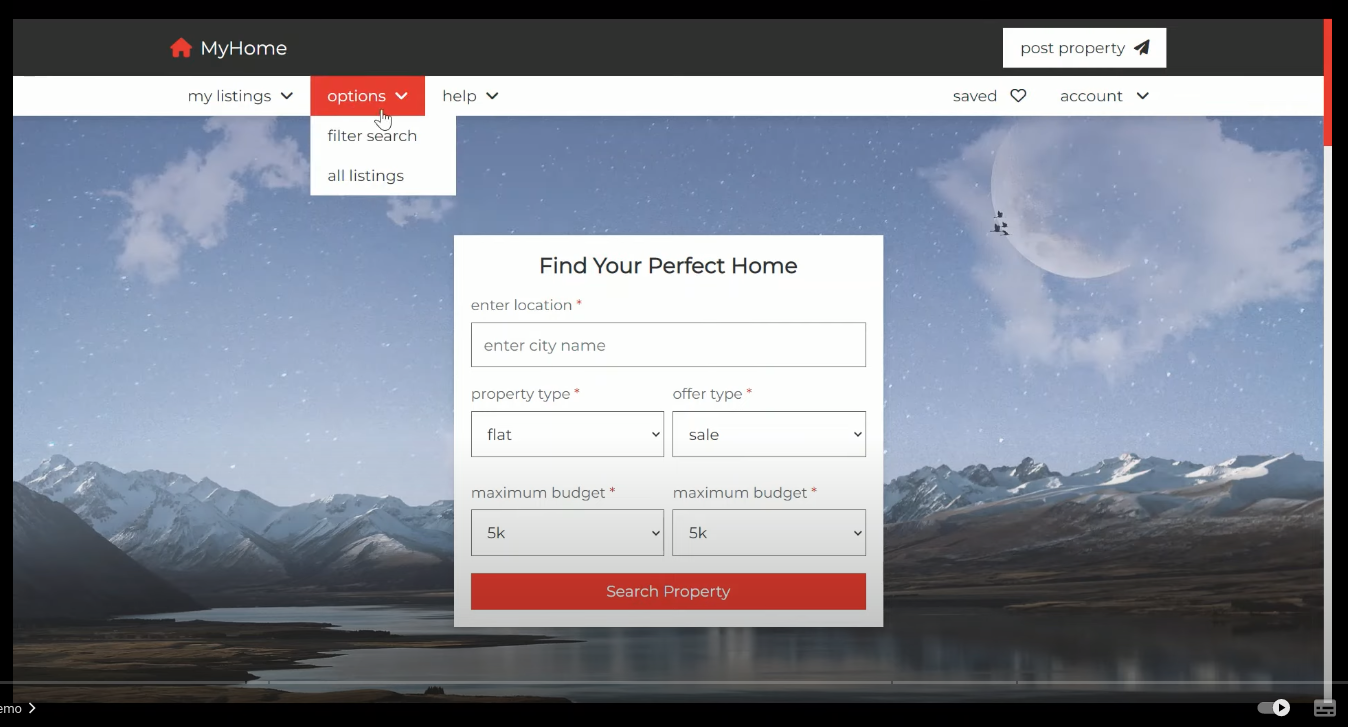 MyHome
post property
my listings
options
help
saved
account
filter search
all listings
Find Your Perfect Home
enter location *
enter city name
property type *
offer type *
flat
sale
maximum budget *
maximum budget *
5k
5k
Search Property
emo